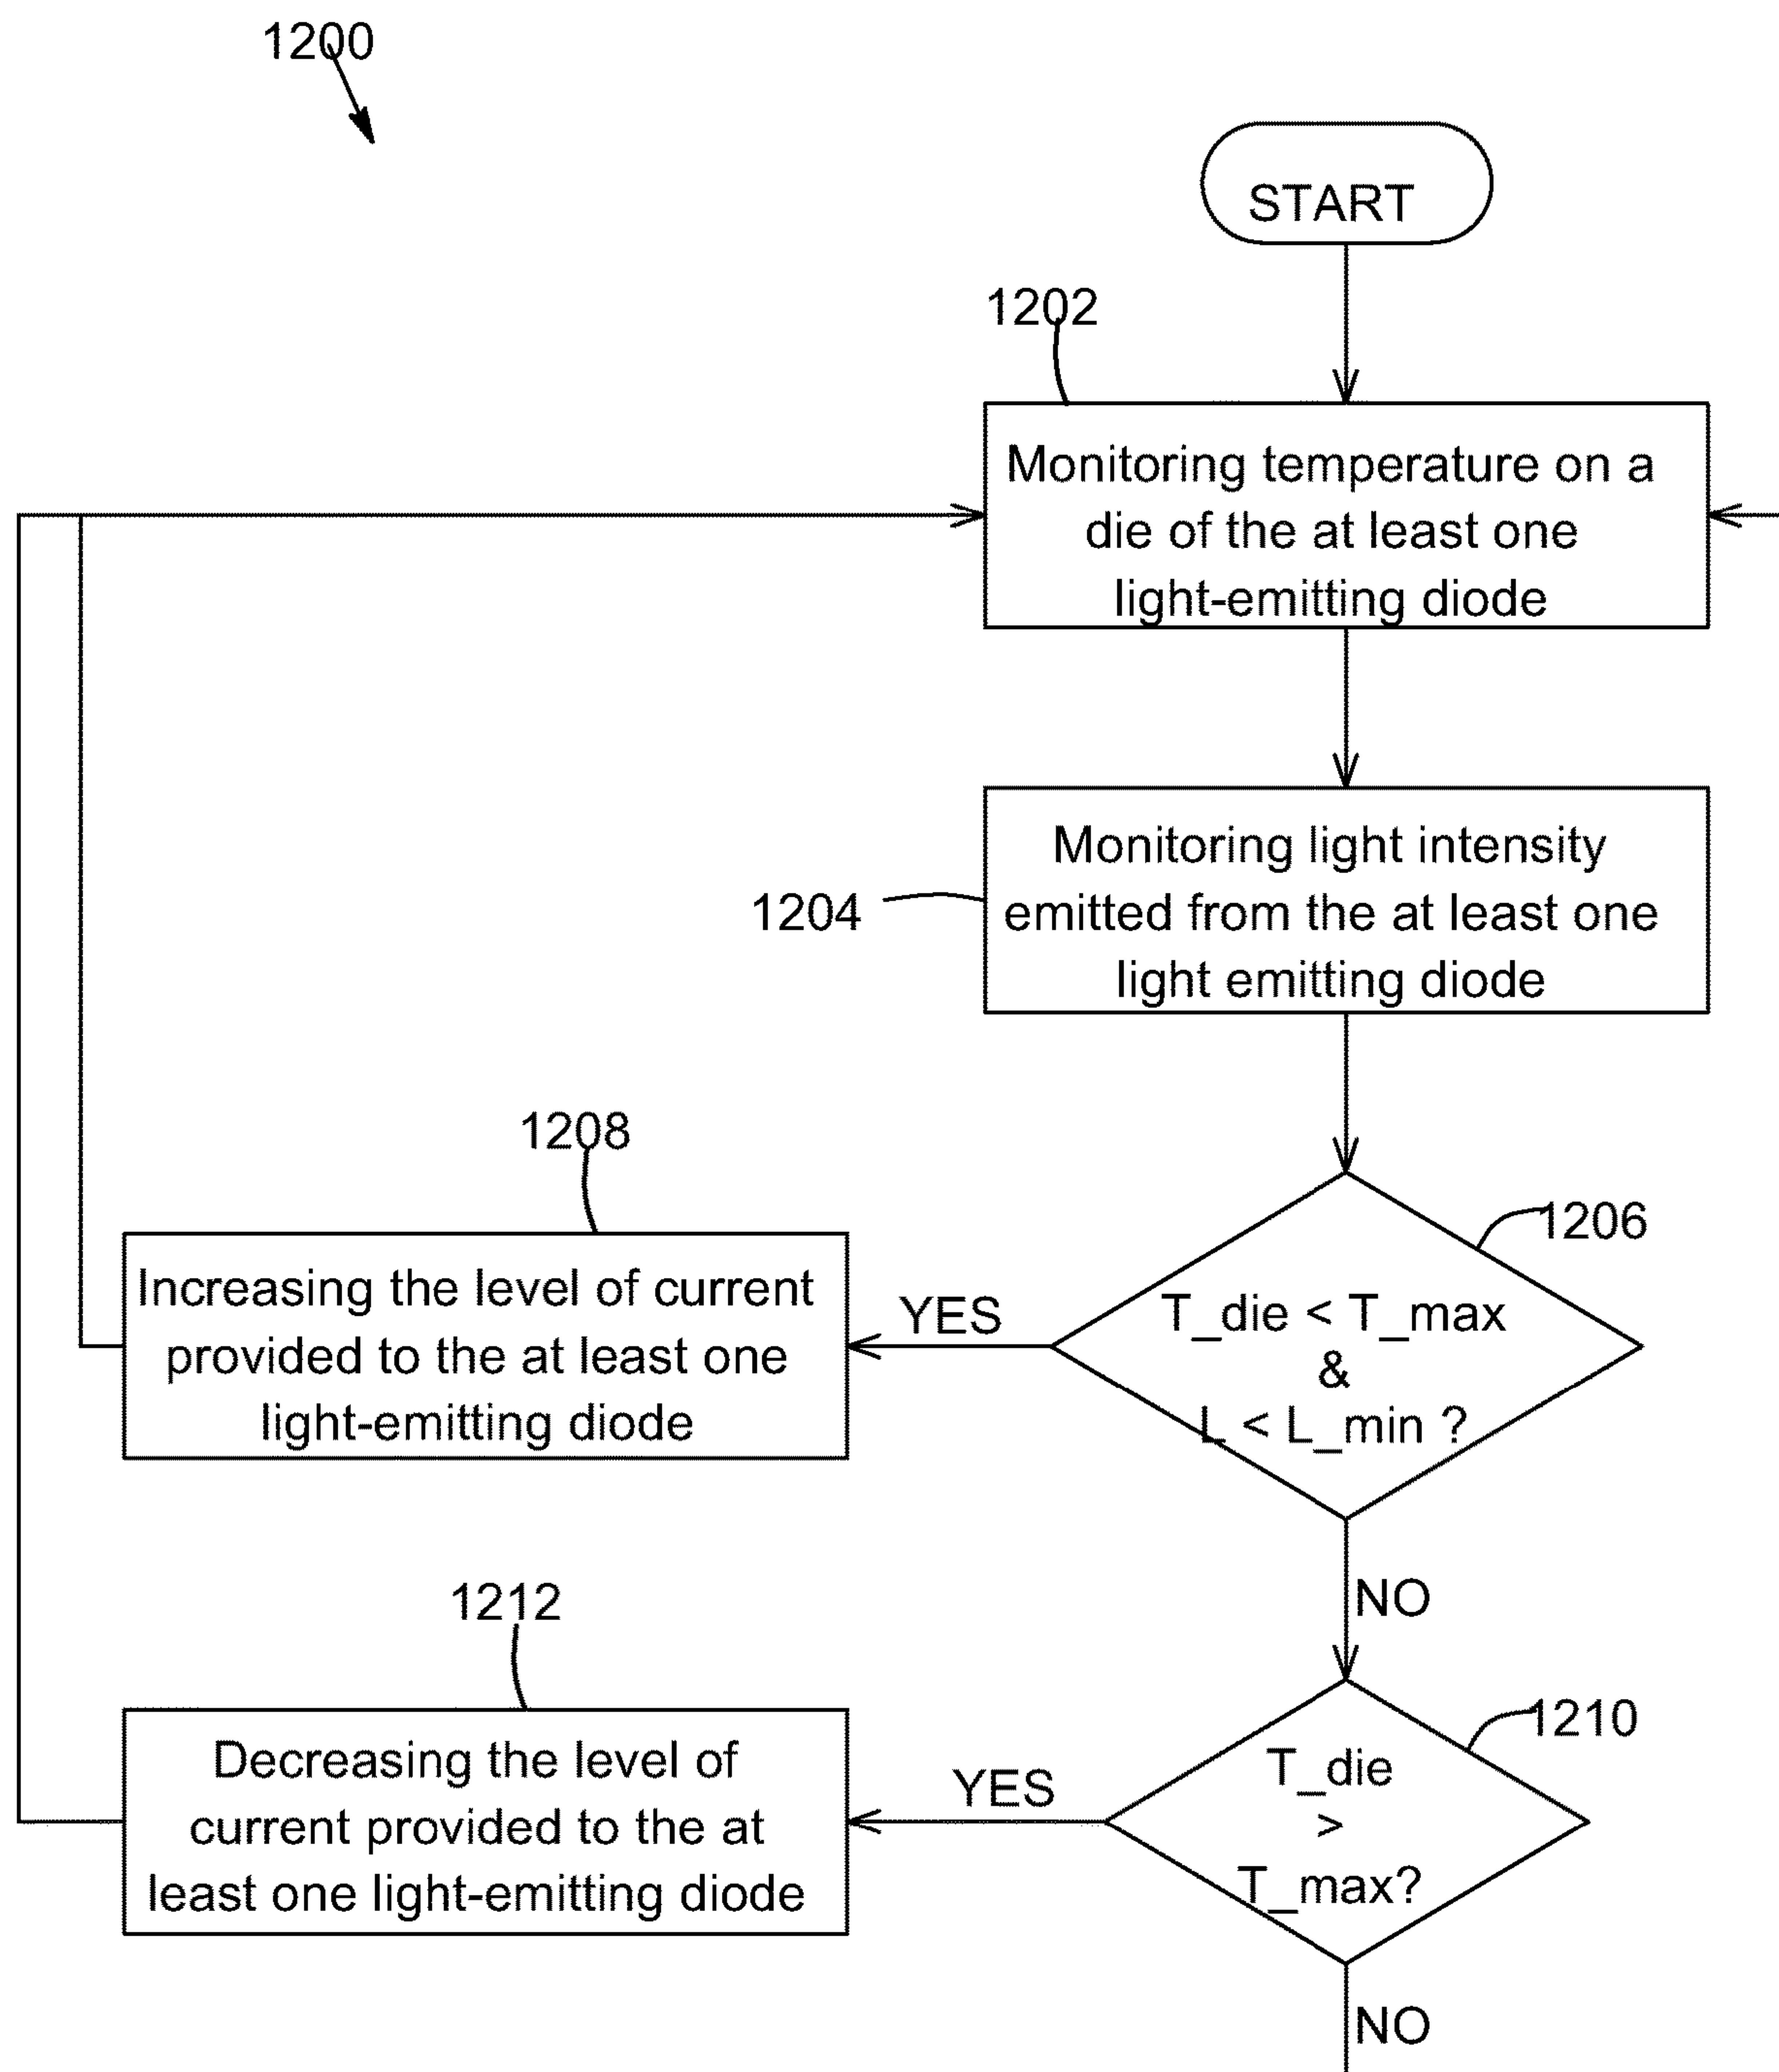 1200
START
1202
Monitoring temperature on a
die of the at least one
light-emitting diode
Monitoring light intensity
1204
emitted from the at least one
light emitting diode
1208
1206
Increasing the level of current
provided to the at least one
light-emitting diode
YES
T_die < T_max
&
L < L_min ?
NO
1212
1210
Decreasing the level of
current provided to the at
least one light-emitting diode
YES
T_die
>
T_max?
NO